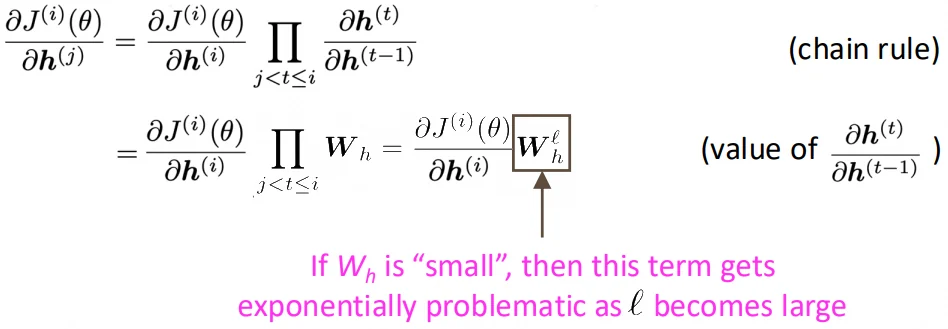 ∂J⁽ⁱ⁾(θ)/∂h⁽ʲ⁾ = ∂J⁽ⁱ⁾(θ)/∂h⁽ⁱ⁾ ∏_{j<t≤i} ∂h⁽ᵗ⁾/∂h⁽ᵗ⁻¹⁾ (chain rule)
= ∂J⁽ⁱ⁾(θ)/∂h⁽ⁱ⁾ ∏_{j<t≤i} W_h = ∂J⁽ⁱ⁾(θ)/∂h⁽ⁱ⁾ W_h^ℓ (value of ∂h⁽ᵗ⁾/∂h⁽ᵗ⁻¹⁾ )
If W_h is “small”, then this term gets
exponentially problematic as ℓ becomes large